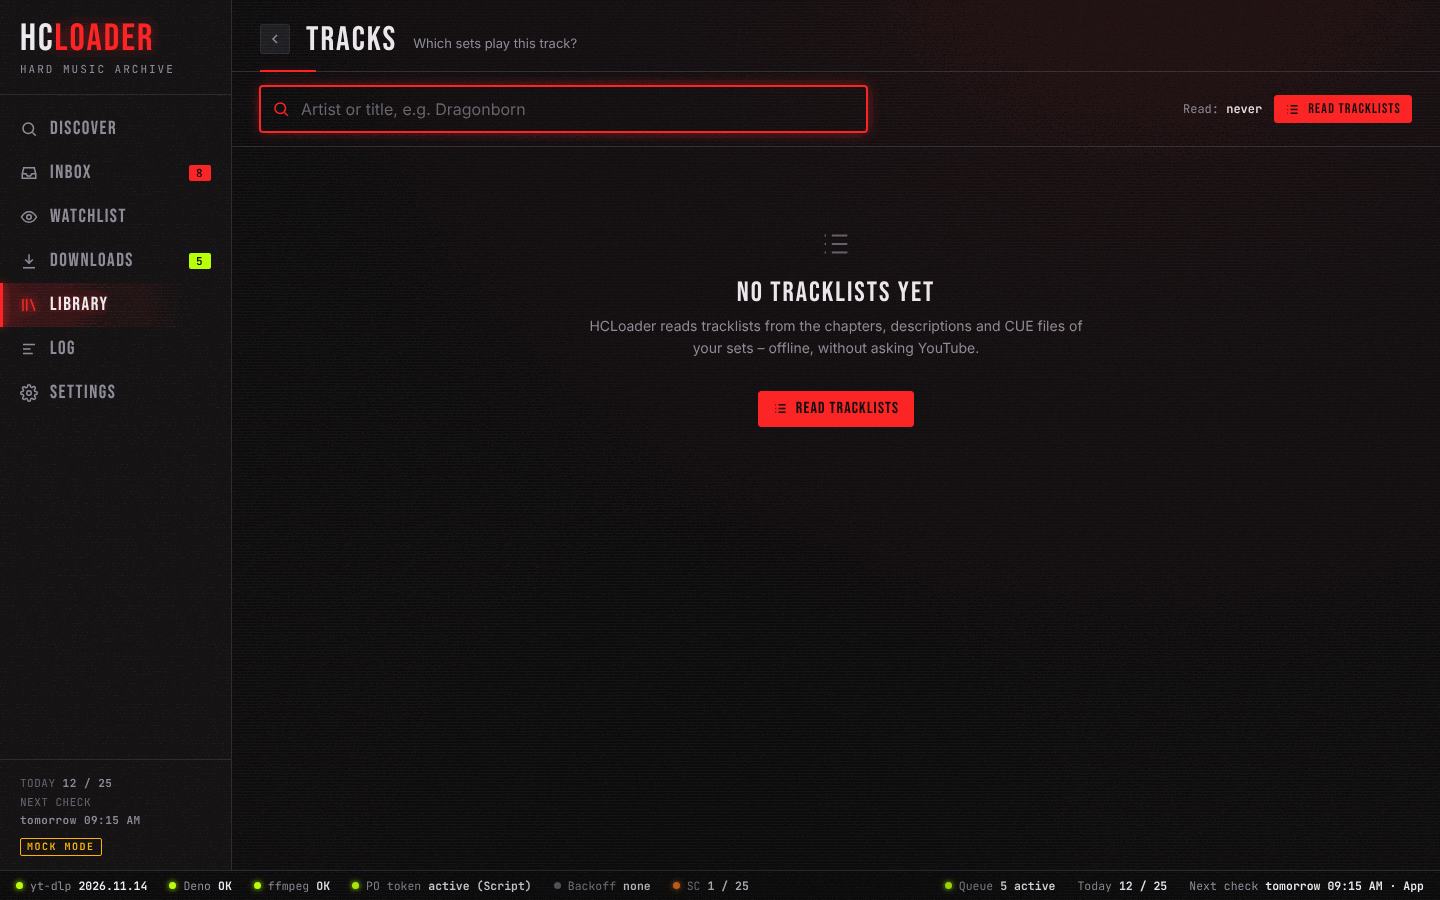 HCLOADER
HARD MUSIC ARCHIVE
DISCOVER
INBOX 8
WATCHLIST
DOWNLOADS 5
LIBRARY
LOG
SETTINGS
TODAY 12 / 25
NEXT CHECK
tomorrow 09:15 AM
MOCK MODE
TRACKS Which sets play this track?
Artist or title, e.g. Dragonborn
Read: never READ TRACKLISTS
NO TRACKLISTS YET
HCLoader reads tracklists from the chapters, descriptions and CUE files of
your sets – offline, without asking YouTube.
READ TRACKLISTS
yt-dlp 2026.11.14 Deno OK ffmpeg OK PO token active (Script) Backoff none SC 1 / 25 Queue 5 active Today 12 / 25 Next check tomorrow 09:15 AM · App